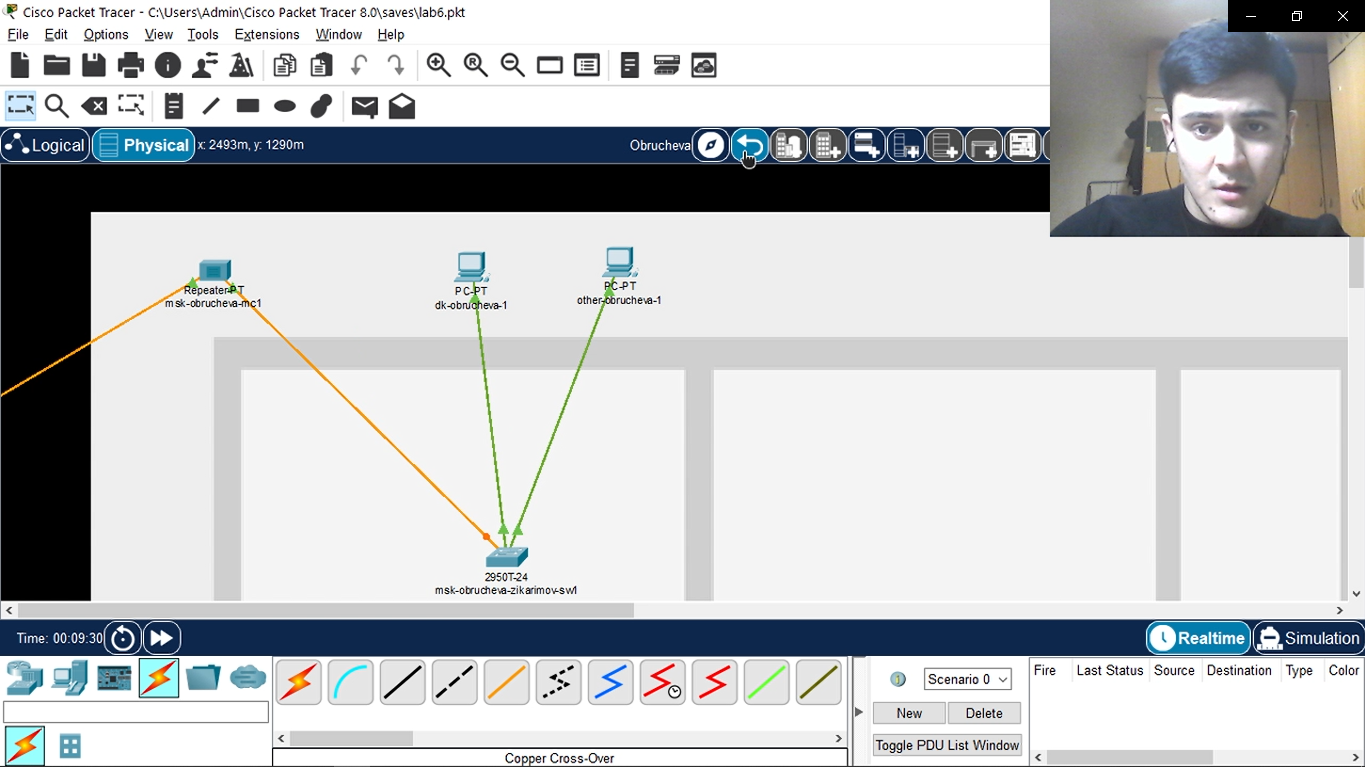 Cisco Packet Tracer - C:\Users\Admin\Cisco Packet Tracer 8.0\saves\lab6.pkt
File Edit Options View Tools Extensions Window Help
Logical Physical x: 2493m, y: 1290m Obrucheva
Repeater-PT
msk-obrucheva-mc1
PC-PT
dk-obrucheva-1
PC-PT
other-obrucheva-1
2950T-24
msk-obrucheva-zikarimov-sw1
Time: 00:09:30 Realtime Simulation
Scenario 0
New Delete
Toggle PDU List Window
Fire Last Status Source Destination Type Color
Copper Cross-Over